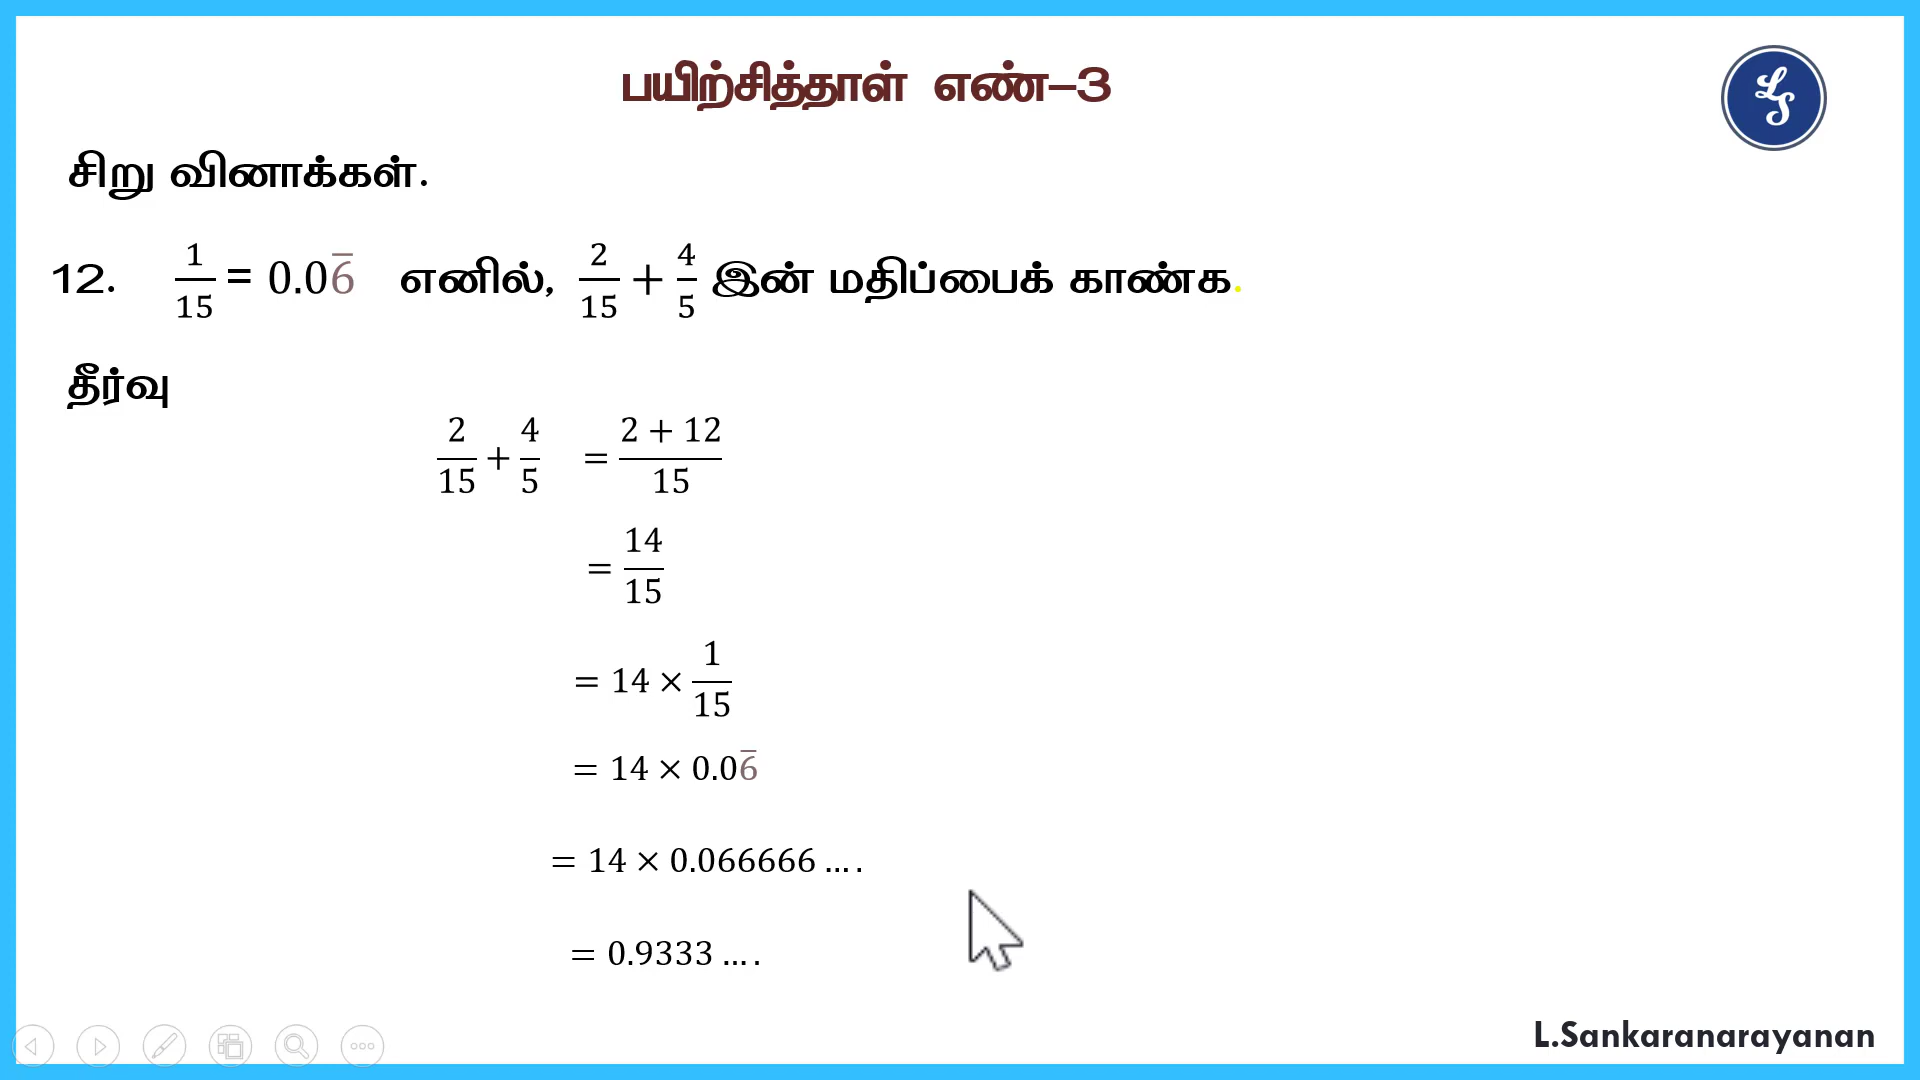 பயிற்சித்தாள் எண்–3
LS
சிறு வினாக்கள்.
12. 1/15 = 0.06̅ எனில், 2/15 + 4/5 இன் மதிப்பைக் காண்க.
தீர்வு
2/15 + 4/5 = (2 + 12)/15
= 14/15
= 14 × 1/15
= 14 × 0.06̅
= 14 × 0.066666 ... .
= 0.9333 ... .
L.Sankaranarayanan